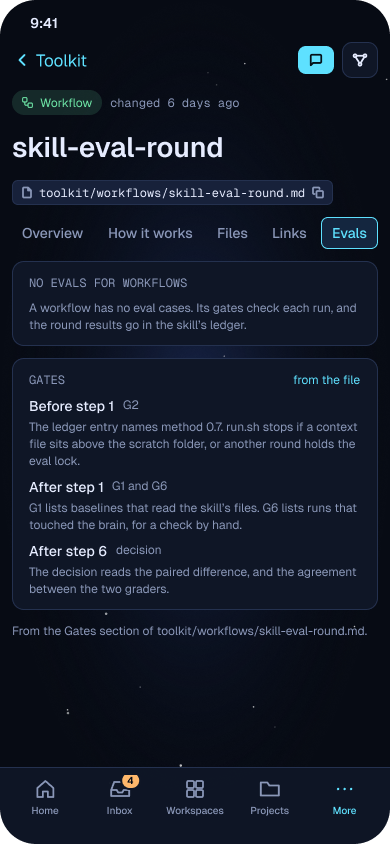 9:41
Toolkit
Workflow changed 6 days ago
skill-eval-round
toolkit/workflows/skill-eval-round.md
Overview How it works Files Links Evals
NO EVALS FOR WORKFLOWS
A workflow has no eval cases. Its gates check each run, and
the round results go in the skill's ledger.
GATES from the file
Before step 1 G2
The ledger entry names method 0.7. run.sh stops if a context
file sits above the scratch folder, or another round holds the
eval lock.
After step 1 G1 and G6
G1 lists baselines that read the skill's files. G6 lists runs that
touched the brain, for a check by hand.
After step 6 decision
The decision reads the paired difference, and the agreement
between the two graders.
From the Gates section of toolkit/workflows/skill-eval-round.md.
4
Home Inbox Workspaces Projects More